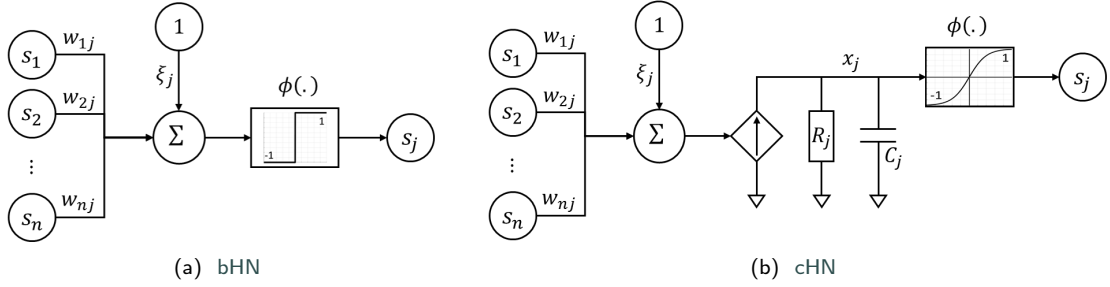 s₁
w₁ⱼ
s₂
w₂ⱼ
⋮
sₙ
wₙⱼ
1
ξⱼ
Σ
ϕ(.)
-1
1
sⱼ
(a) bHN
s₁
w₁ⱼ
s₂
w₂ⱼ
⋮
sₙ
wₙⱼ
1
ξⱼ
Σ
Rⱼ
Cⱼ
xⱼ
ϕ(.)
-1
1
sⱼ
(b) cHN